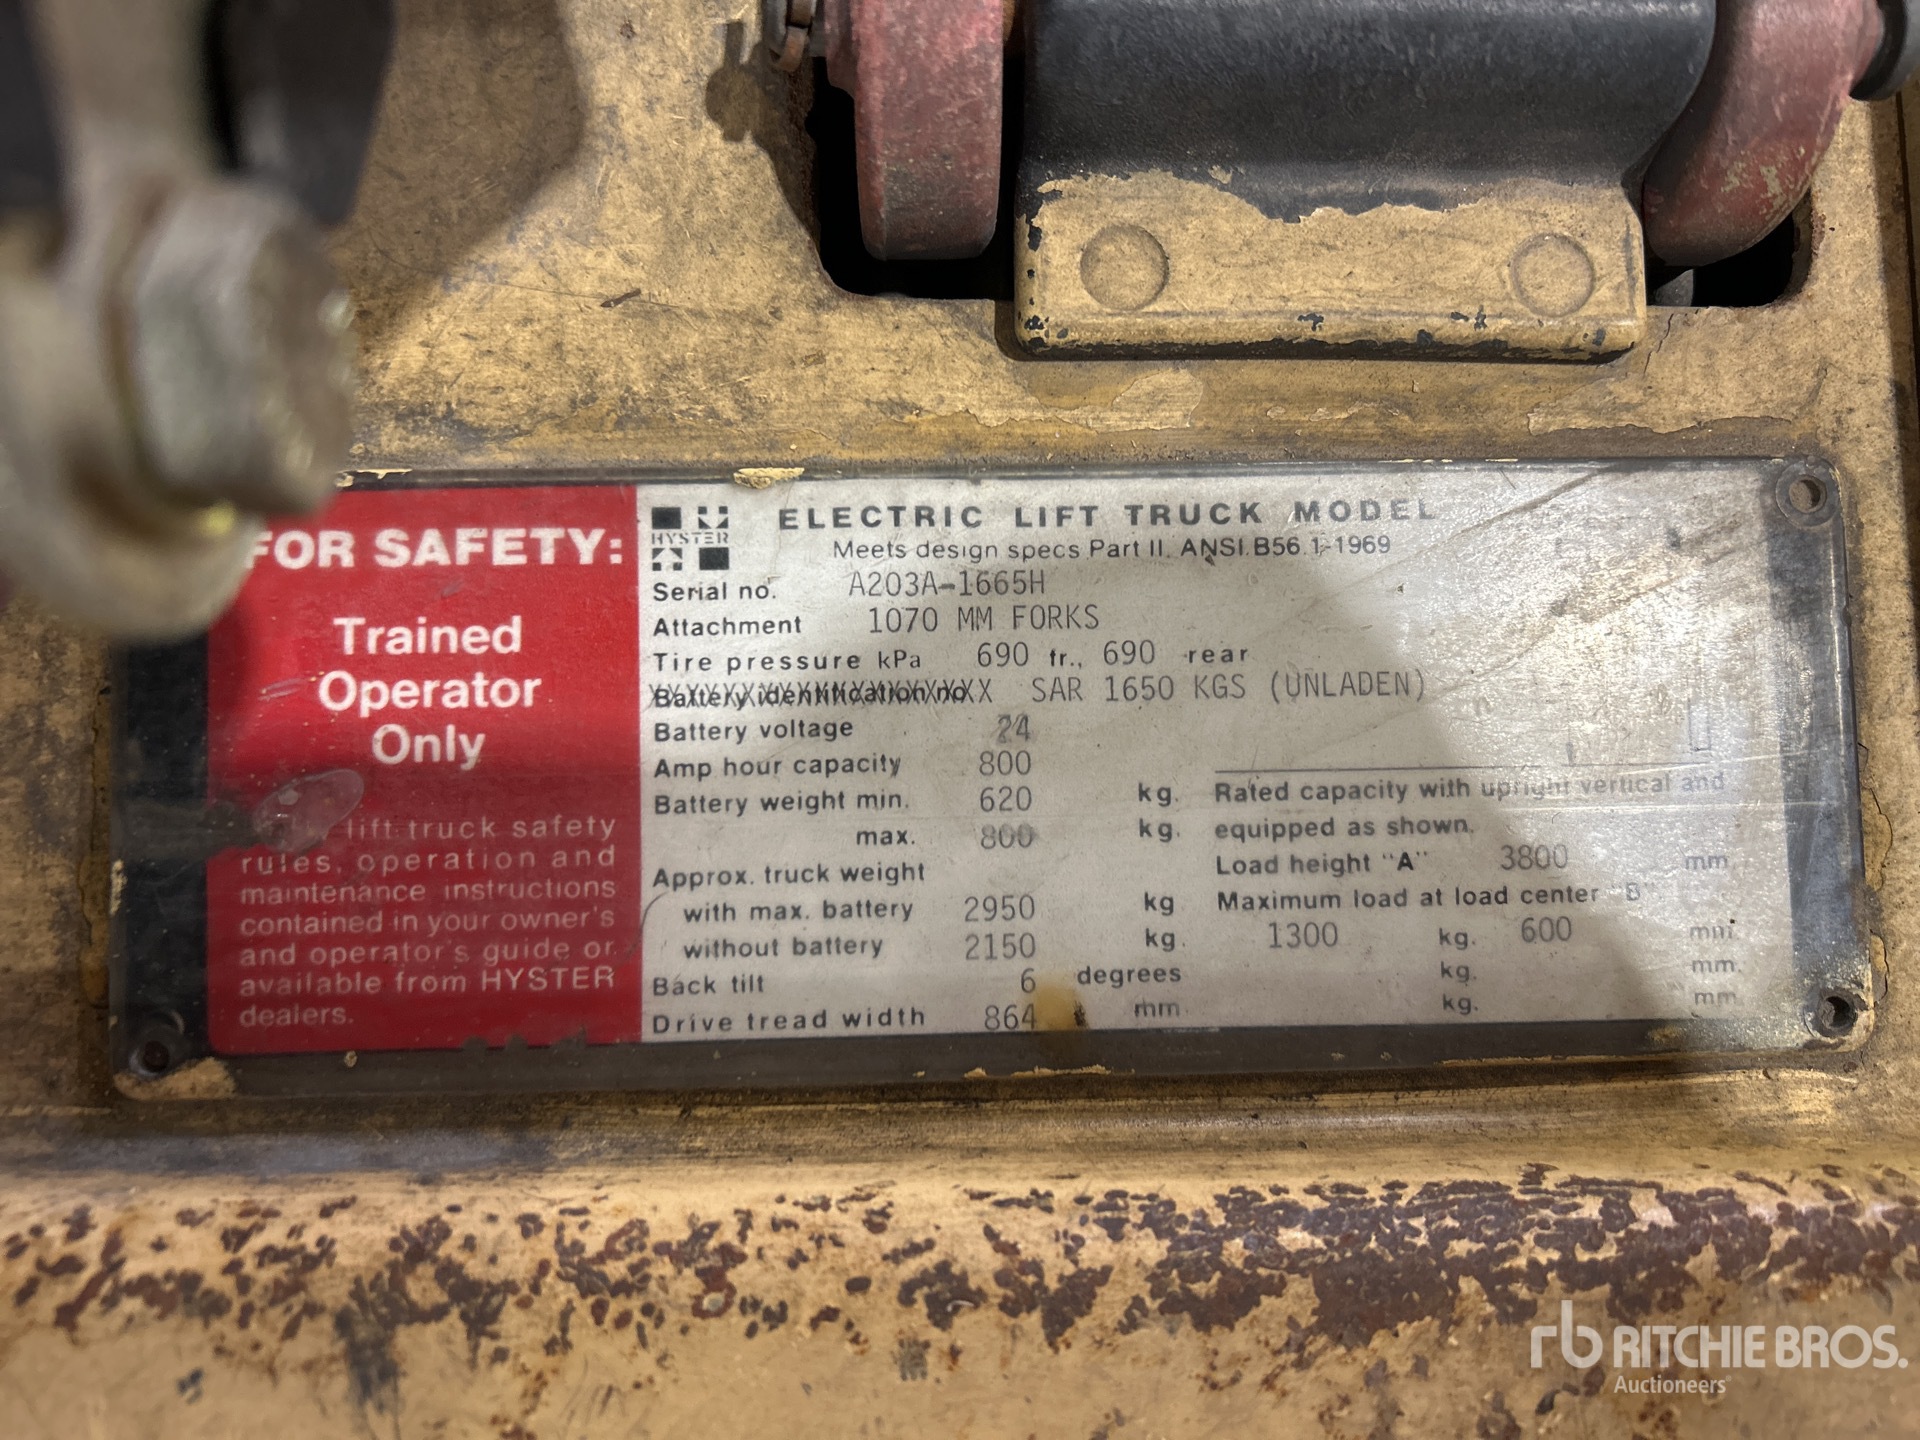 FOR SAFETY:
Trained
Operator
Only
lift truck safety
rules, operation and
maintenance instructions
contained in your owner's
and operator's guide or
available from HYSTER
dealers.
HYSTER
ELECTRIC LIFT TRUCK MODEL
Meets design specs Part II. ANSI B56.1-1969
Serial no. A203A-1665H
Attachment 1070 MM FORKS
Tire pressure kPa 690 fr., 690 rear
Battery identification no SAR 1650 KGS (UNLADEN)
Battery voltage 24
Amp hour capacity 800
Battery weight min. 620 kg.
max. 800 kg.
Approx. truck weight
with max. battery 2950 kg
without battery 2150 kg.
Back tilt 6 degrees
Drive tread width 864 mm
Rated capacity with upright vertical and
equipped as shown.
Load height "A" 3800 mm
Maximum load at load center "B"
1300 kg. 600 mm
kg. mm.
kg. mm
rb RITCHIE BROS.
Auctioneers